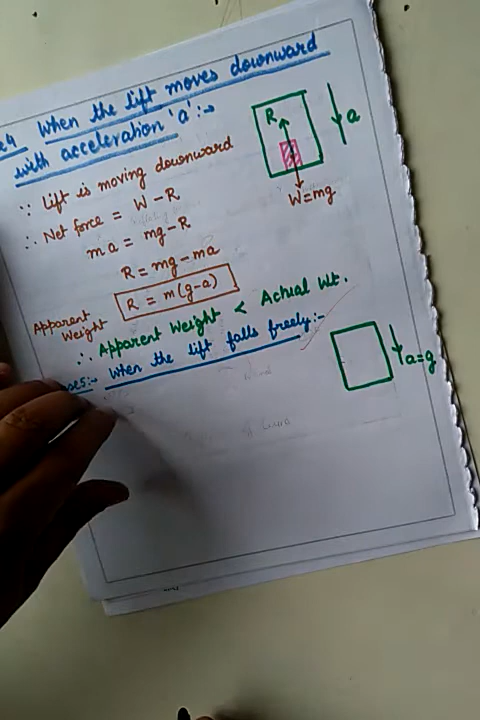 When the lift moves downward
with acceleration 'a' :→
∵ Lift is moving downward
∴ Net force = W - R
ma = mg - R
R = mg - ma
Apparent Weight R = m(g-a)
∴ Apparent Weight < Actual Wt.
When the lift falls freely :-
R
a
W=mg
a=g